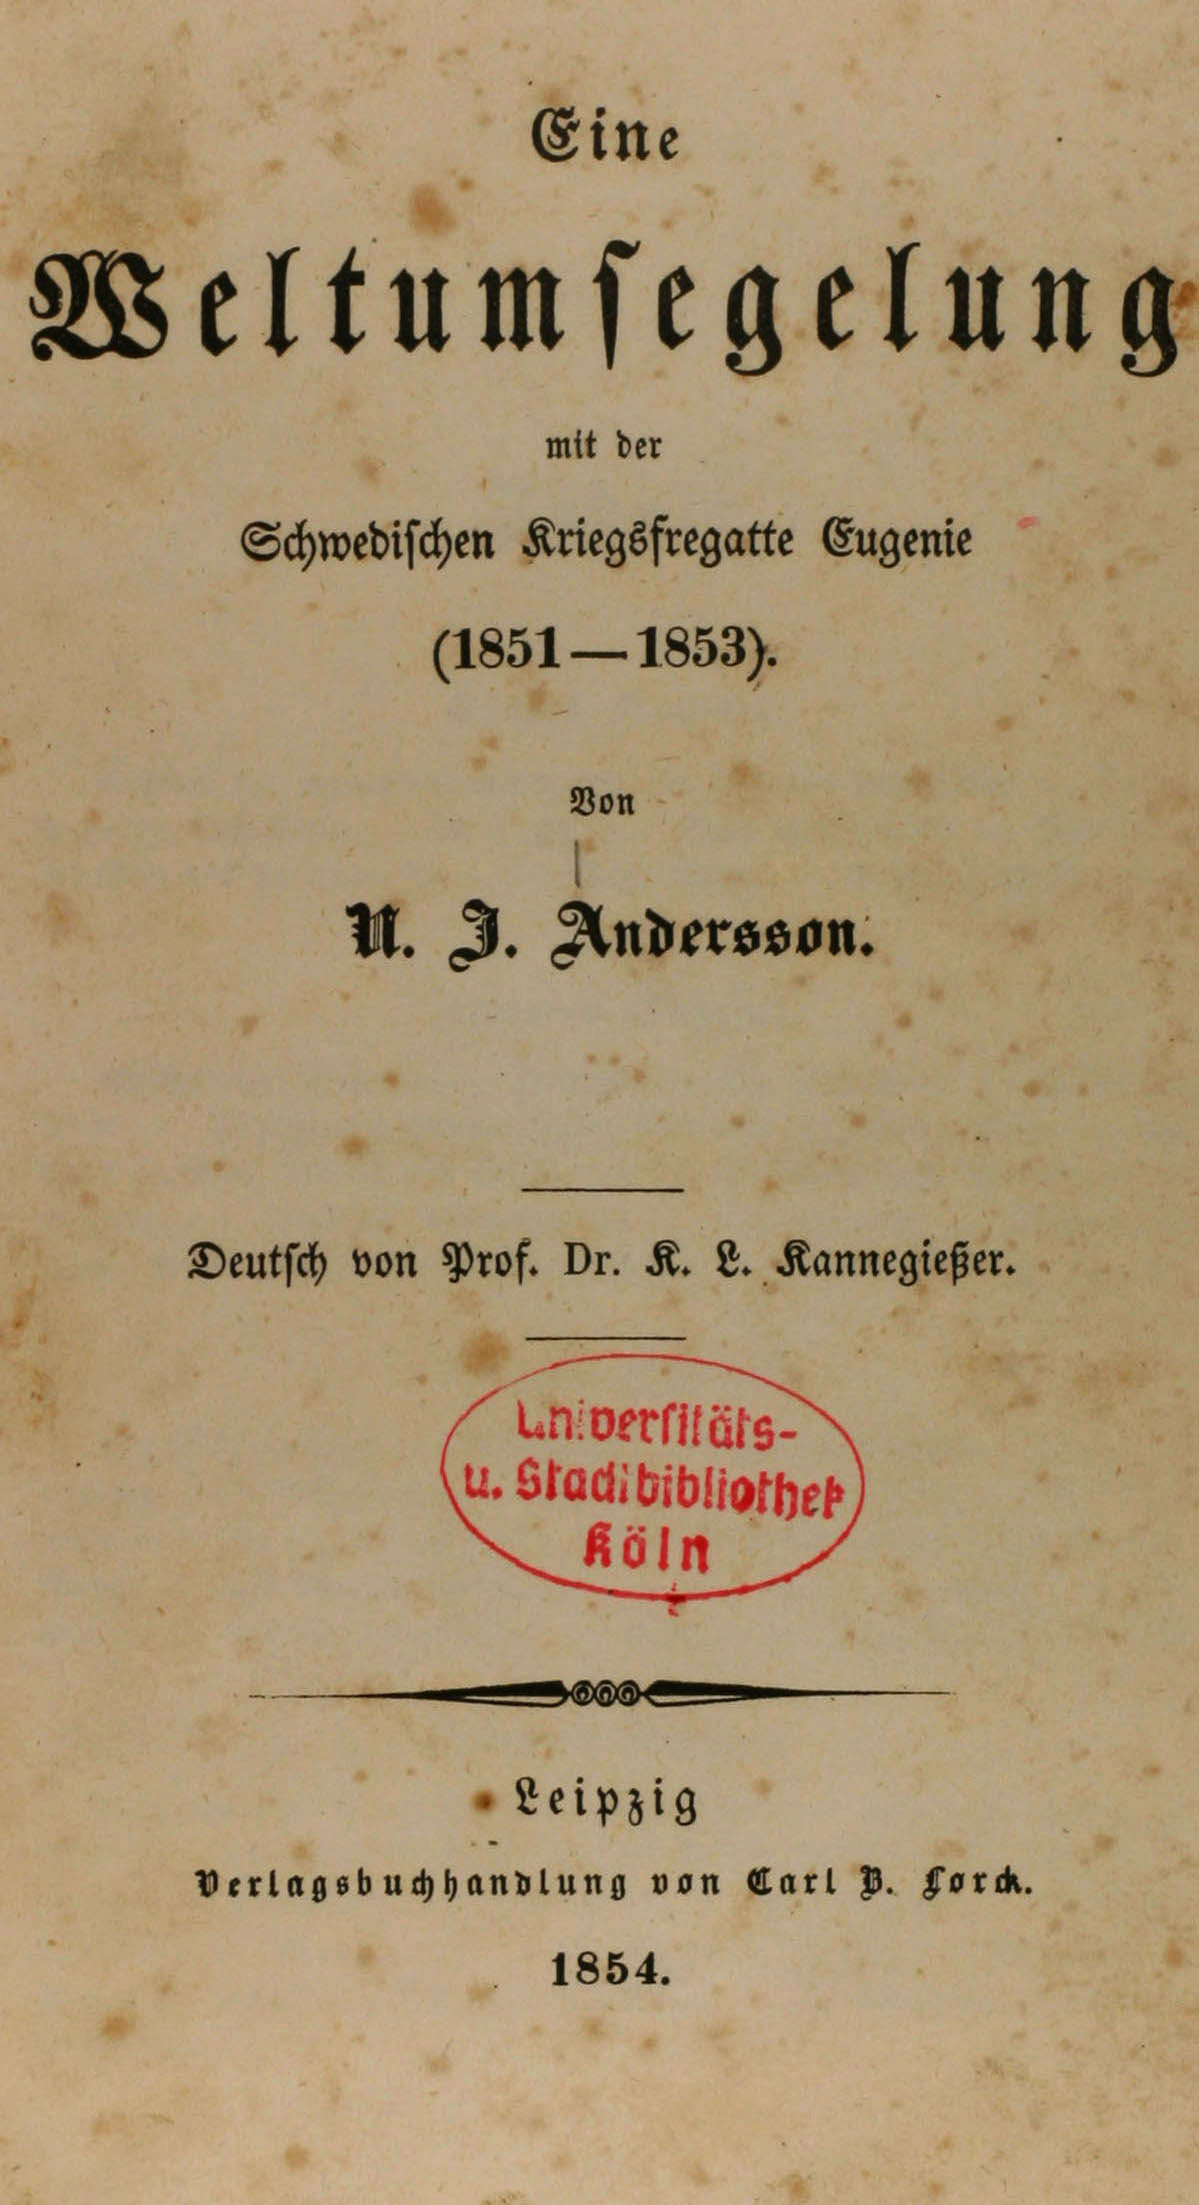 Eine
Weltumſegelung
mit der
Schwediſchen Kriegsfregatte Eugenie
(1851—1853).
Von
N. J. Andersson.
Deutſch von Prof. Dr. K. L. Kannegießer.
Univerſitäts-
u. Stadtbibliothek
Köln
Leipzig
Verlagsbuchhandlung von Carl B. Lorck.
1854.